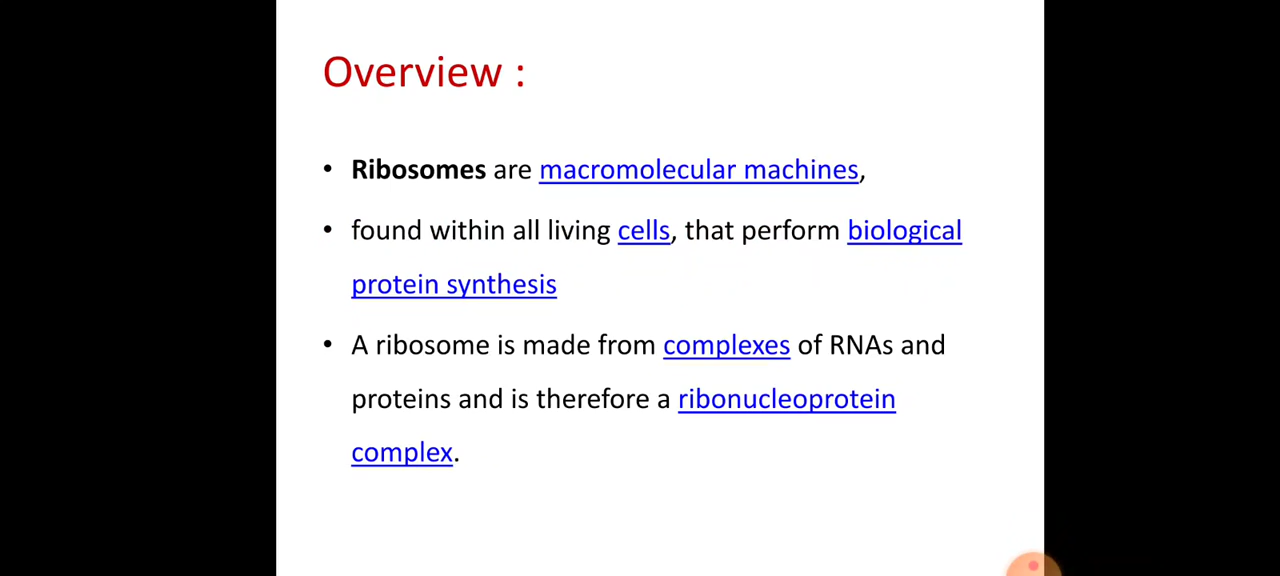 Overview :
• Ribosomes are macromolecular machines,
• found within all living cells, that perform biological
protein synthesis
• A ribosome is made from complexes of RNAs and
proteins and is therefore a ribonucleoprotein
complex.